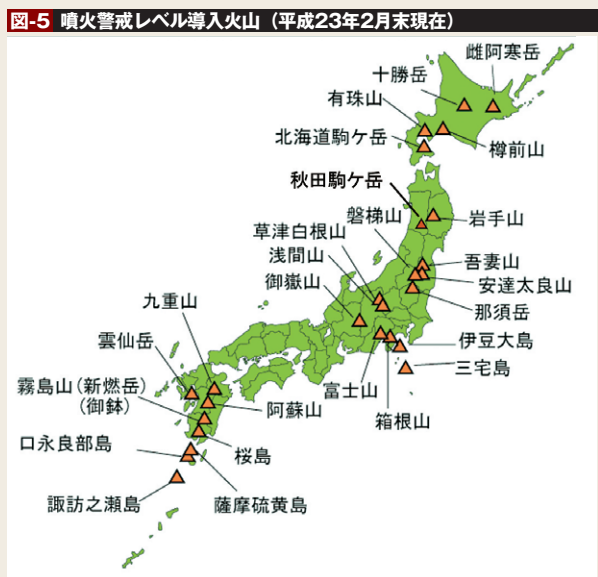 図-5 噴火警戒レベル導入火山（平成23年2月末現在）
雌阿寒岳
十勝岳
有珠山
北海道駒ケ岳
樽前山
秋田駒ケ岳
磐梯山
岩手山
草津白根山
浅間山
吾妻山
御嶽山
安達太良山
九重山
那須岳
雲仙岳
伊豆大島
三宅島
霧島山（新燃岳）
（御鉢）
富士山
阿蘇山
箱根山
口永良部島
桜島
諏訪之瀬島
薩摩硫黄島